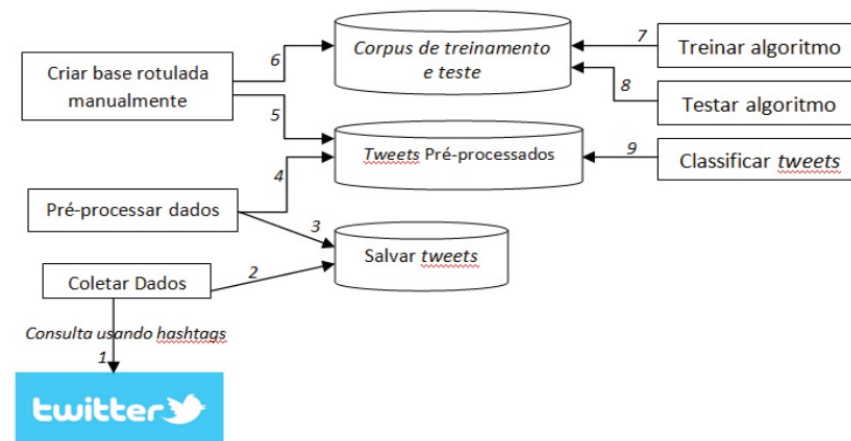 Criar base rotulada
manualmente
6
5
Corpus de treinamento
e teste
7
Treinar algoritmo
8
Testar algoritmo
Tweets Pré-processados
9
Classificar tweets
4
Pré-processar dados
3
Salvar tweets
2
Coletar Dados
Consulta usando hashtags
1
twitter